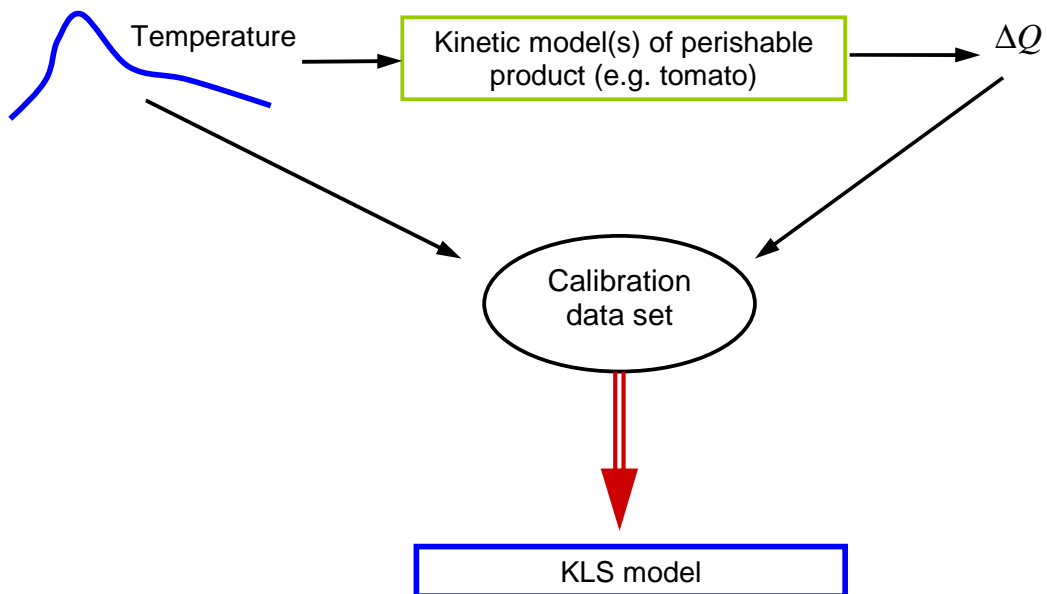 Temperature
Kinetic model(s) of perishable
product (e.g. tomato)
ΔQ
Calibration
data set
KLS model